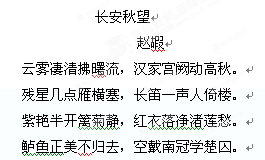 长安秋望
赵嘏
云雾凄清拂曙流，汉家宫阙动高秋。
残星几点雁横塞，长笛一声人倚楼。
紫艳半开篱菊静，红衣落净渚莲愁。
鲈鱼正美不归去，空戴南冠学楚囚。